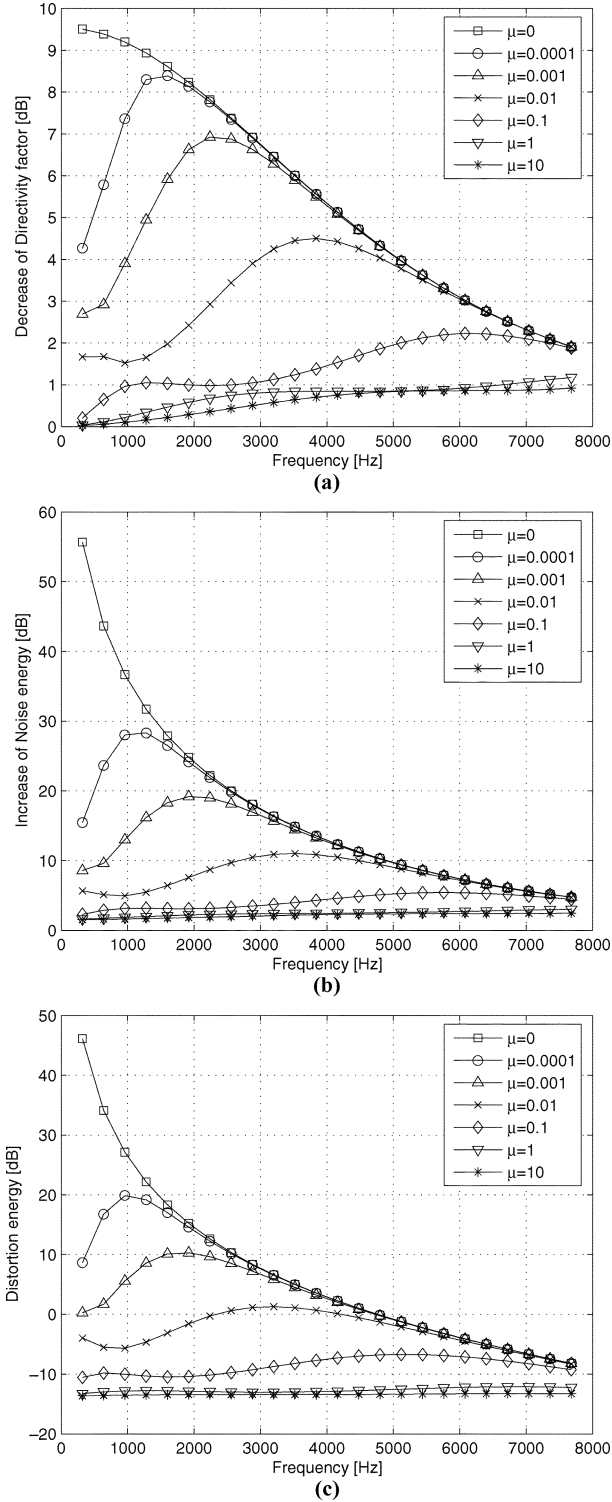 10
9
8
7
6
5
4
3
2
1
0
Decrease of Directivity factor [dB]
μ=0
μ=0.0001
μ=0.001
μ=0.01
μ=0.1
μ=1
μ=10
0 1000 2000 3000 4000 5000 6000 7000 8000
Frequency [Hz]
(a)
60
50
40
30
20
10
0
Increase of Noise energy [dB]
μ=0
μ=0.0001
μ=0.001
μ=0.01
μ=0.1
μ=1
μ=10
0 1000 2000 3000 4000 5000 6000 7000 8000
Frequency [Hz]
(b)
50
40
30
20
10
0
−10
−20
Distortion energy [dB]
μ=0
μ=0.0001
μ=0.001
μ=0.01
μ=0.1
μ=1
μ=10
0 1000 2000 3000 4000 5000 6000 7000 8000
Frequency [Hz]
(c)